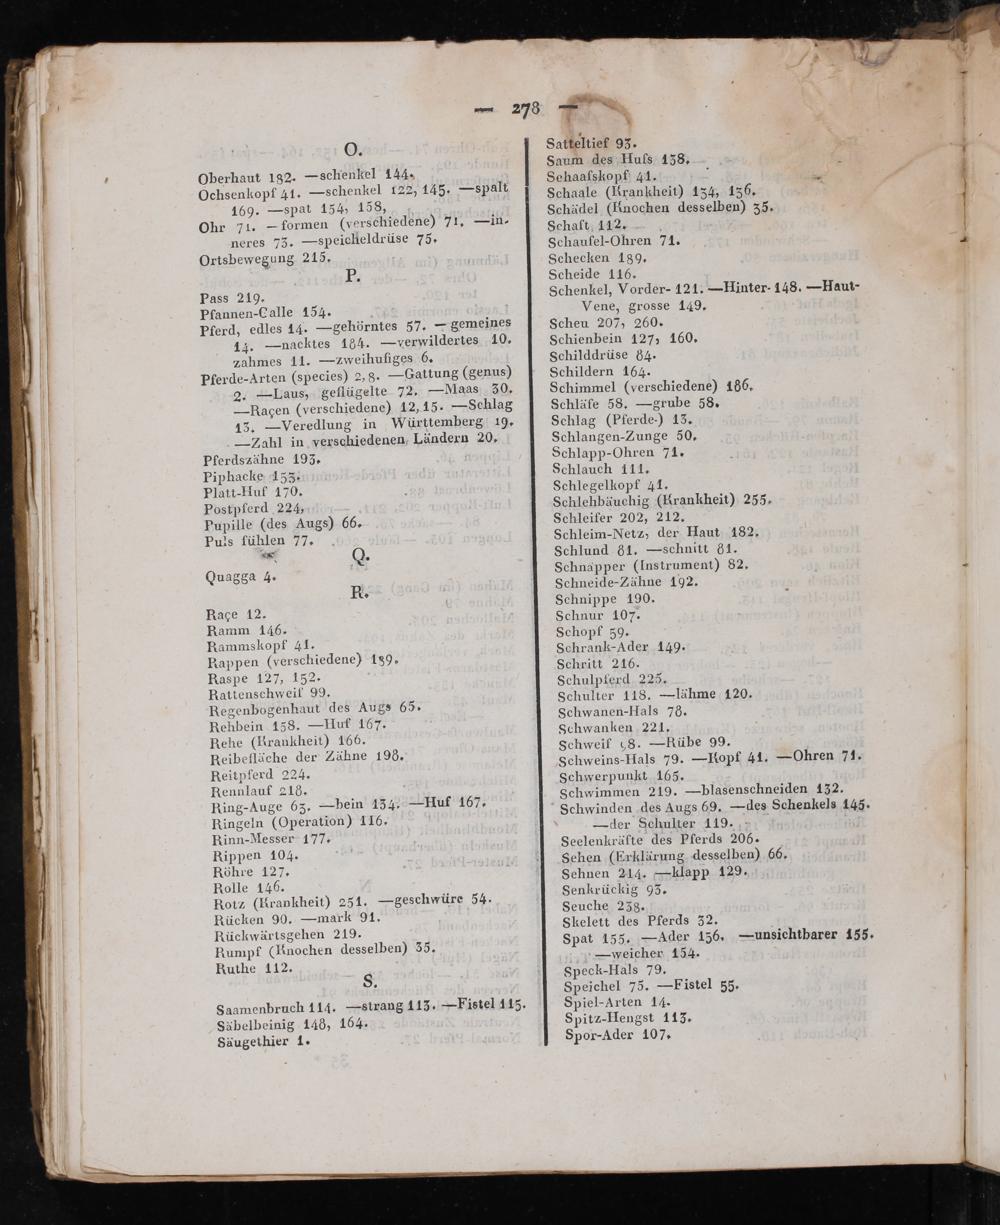 — 278 —
O.
Oberhaut 182. —schenkel 144.
Ochsenkopf 41. —schenkel 122, 145. —spalt
169. —spat 154, 158,
Ohr 71. —formen (verschiedene) 71. —in-
neres 73. —speicheldrüse 75.
Ortsbewegung 215.
P.
Pass 219.
Pfannen-Galle 154.
Pferd, edles 14. —gehörntes 57. —gemeines
14. —nacktes 184. —verwildertes 10.
zahmes 11. —zweihufiges 6.
Pferde-Arten (species) 2, 8. —Gattung (genus)
2. —Laus, geflügelte 72. —Maas 30.
—Raçen (verschiedene) 12, 15. —Schlag
13. —Veredlung in Württemberg 19.
—Zahl in verschiedenen Ländern 20.
Pferdszähne 193.
Piphacke 153.
Platt-Huf 170.
Postpferd 224,
Pupille (des Augs) 66.
Puls fühlen 77.
Q.
Quagga 4.
R.
Raçe 12.
Ramm 146.
Rammskopf 41.
Rappen (verschiedene) 189.
Raspe 127, 152.
Rattenschweif 99.
Regenbogenhaut des Augs 65.
Rehbein 158. —Huf 167.
Rehe (Krankheit) 166.
Reibefläche der Zähne 198.
Reitpferd 224.
Rennlauf 218.
Ring-Auge 63. —bein 134. —Huf 167.
Ringeln (Operation) 116.
Rinn-Messer 177.
Rippen 104.
Röhre 127.
Rolle 146.
Rotz (Krankheit) 251. —geschwüre 54.
Rücken 90. —mark 91.
Rückwärtsgehen 219.
Rumpf (Knochen desselben) 35.
Ruthe 112.
S.
Saamenbruch 114. —strang 113. —Fistel 115.
Säbelbeinig 148, 164.
Säugethier 1.
Satteltief 93.
Saum des Hufs 138.
Schaafskopf 41.
Schaale (Krankheit) 134, 136.
Schädel (Knochen desselben) 35.
Schaft 112.
Schaufel-Ohren 71.
Schecken 189.
Scheide 116.
Schenkel, Vorder- 121. —Hinter- 148. —Haut-
Vene, grosse 149.
Scheu 207, 260.
Schienbein 127, 160.
Schilddrüse 84.
Schildern 164.
Schimmel (verschiedene) 186.
Schläfe 58. —grube 58.
Schlag (Pferde-) 13.
Schlangen-Zunge 50.
Schlapp-Ohren 71.
Schlauch 111.
Schlegelkopf 41.
Schlehbäuchig (Krankheit) 255.
Schleifer 202, 212.
Schleim-Netz, der Haut 182.
Schlund 81. —schnitt 81.
Schnapper (Instrument) 82.
Schneide-Zähne 192.
Schnippe 190.
Schnur 107.
Schopf 59.
Schrank-Ader 149.
Schritt 216.
Schulpferd 225.
Schulter 118. —lähme 120.
Schwanen-Hals 78.
Schwanken 221.
Schweif 98. —Rübe 99.
Schweins-Hals 79. —Kopf 41. —Ohren 71.
Schwerpunkt 165.
Schwimmen 219. —blasenschneiden 132.
Schwinden des Augs 69. —des Schenkels 145.
—der Schulter 119.
Seelenkräfte des Pferds 206.
Sehen (Erklärung desselben) 66.
Sehnen 214. —klapp 129.
Senkrückig 93.
Seuche 238.
Skelett des Pferds 32.
Spat 155. —Ader 156. —unsichtbarer 155.
—weicher 154.
Speck-Hals 79.
Speichel 75. —Fistel 55.
Spiel-Arten 14.
Spitz-Hengst 113.
Spor-Ader 107.